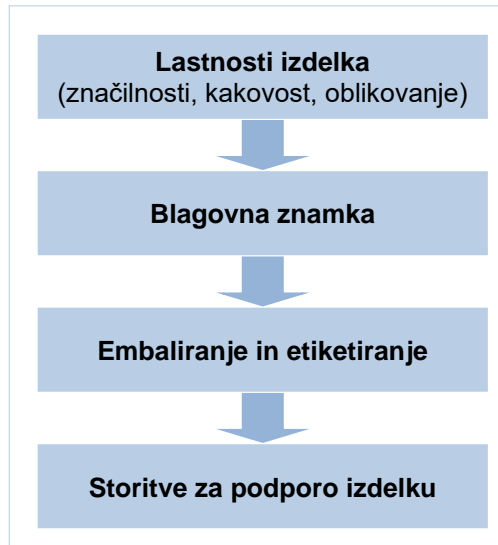 Lastnosti izdelka
(značilnosti, kakovost, oblikovanje)
Blagovna znamka
Embaliranje in etiketiranje
Storitve za podporo izdelku